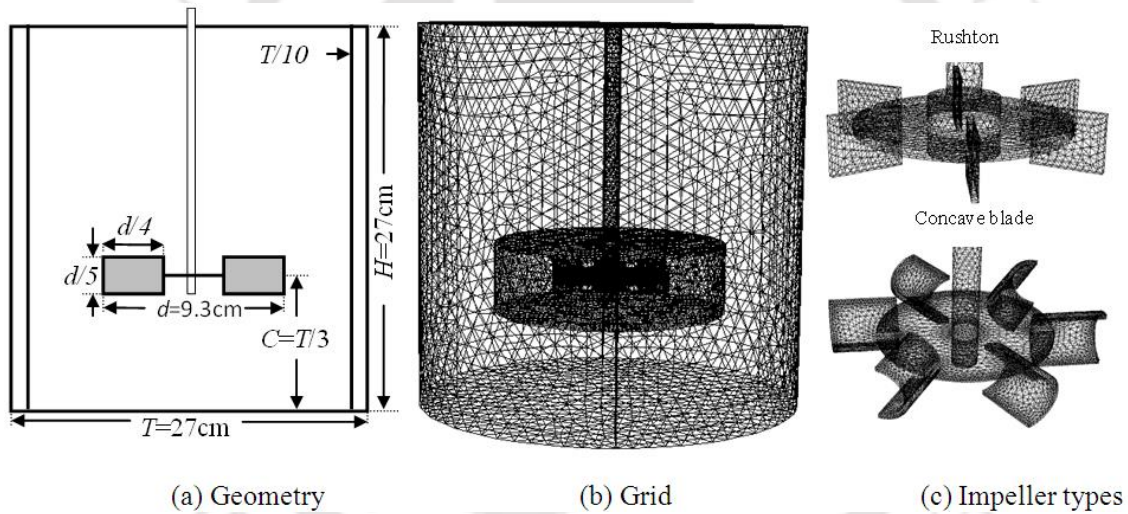 T/10
d/4
d/5
d=9.3cm
C=T/3
H=27cm
T=27cm
Rushton
Concave blade
(a) Geometry
(b) Grid
(c) Impeller types